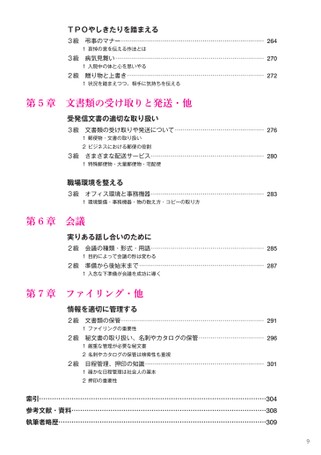 TPOやしきたりを踏まえる
3級 弔事のマナー 264
1 哀悼の意を伝える作法とは
3級 病気見舞い 270
1 入院中の体と心を思いやる
2級 贈り物と上書き 272
1 状況を踏まえつつ、相手に気持ちを伝える
第5章 文書類の受け取りと発送・他
受発信文書の適切な取り扱い
3級 文書類の受け取りや発送について 276
1 郵便物・文書の取り扱い
2 ビジネスにおける郵便の役割
3級 さまざまな配送サービス 280
1 特殊郵便物・大量郵便物・宅配便
職場環境を整える
3級 オフィス環境と事務機器 283
1 環境整備・事務機器・物の数え方・コピーの取り方
第6章 会議
実りある話し合いのために
2級 会議の種類・形式・用語 285
1 目的によって会議の形は変わる
2級 準備から後始末まで 287
1 入念な下準備が会議を成功に導く
第7章 ファイリング・他
情報を適切に管理する
2級 文書類の保管 291
1 ファイリングの重要性
2級 秘文書の取り扱い、名刺やカタログの保管 296
1 厳重な管理が必要な秘文書
2 名刺やカタログの保管は検索性も重視
2級 日程管理、押印の知識 301
1 確かな日程管理は社会人の基本
2 押印の重要性
索引 304
参考文献・資料 308
執筆者略歴 309
9